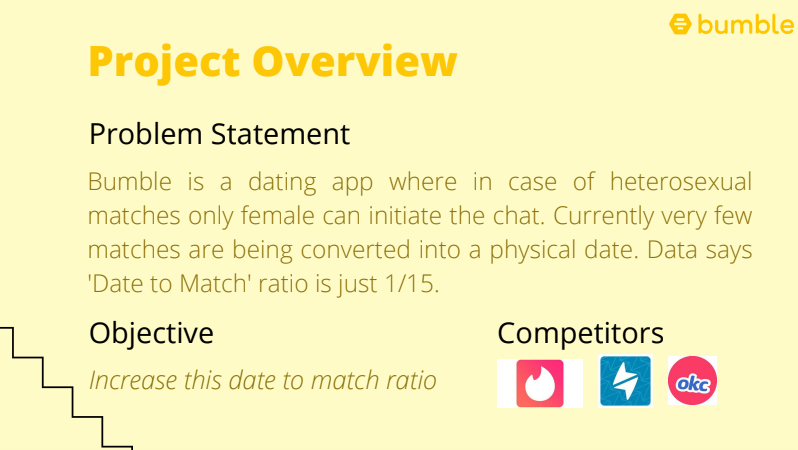 bumble
Project Overview
Problem Statement
Bumble is a dating app where in case of heterosexual
matches only female can initiate the chat. Currently very few
matches are being converted into a physical date. Data says
'Date to Match' ratio is just 1/15.
Objective
Increase this date to match ratio
Competitors
okc